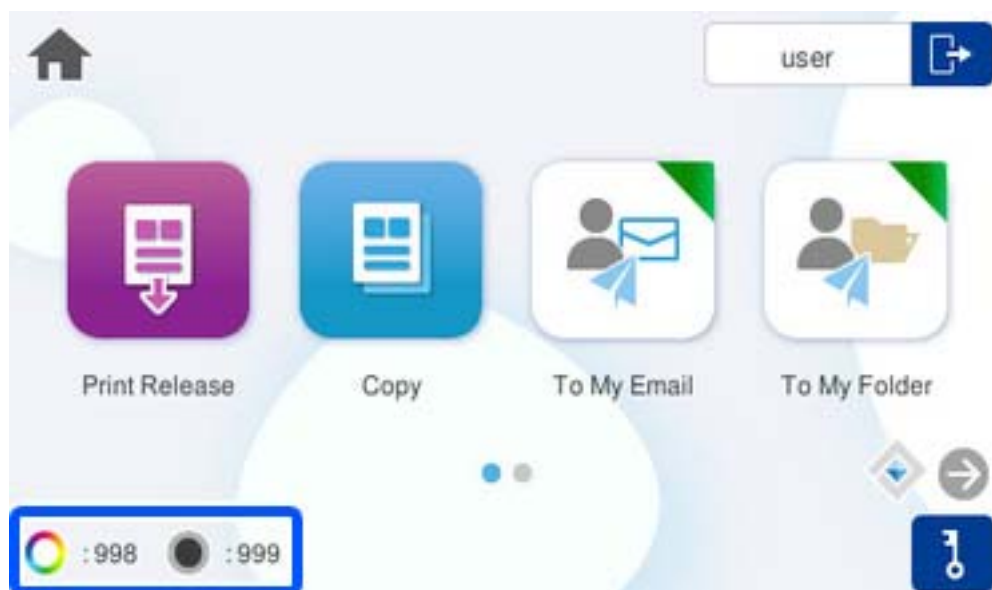 user
Print Release
Copy
To My Email
To My Folder
:998
:999